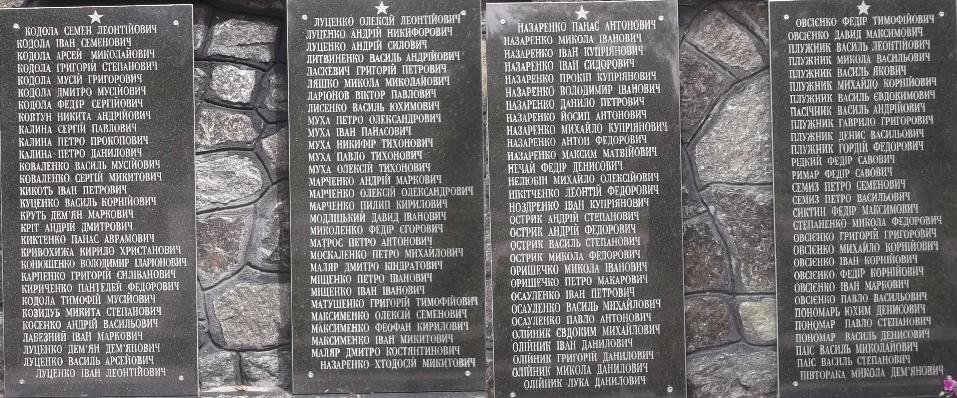 КОДОЛА СЕМЕН ЛЕОНТІЙОВИЧ
КОДОЛА ІВАН СЕМЕНОВИЧ
КОДОЛА АРСЕЙ МИКОЛАЙОВИЧ
КОДОЛА ГРИГОРІЙ СТЕПАНОВИЧ
КОДОЛА МУСІЙ ГРИГОРОВИЧ
КОДОЛА ДМИТРО МУСІЙОВИЧ
КОДОЛА ФЕДІР СЕРГІЙОВИЧ
КОВТУН НИКИТА АНДРІЙОВИЧ
КАЛИНА СЕРГІЙ ПАВЛОВИЧ
КАЛИНА ПЕТРО ПРОКОПОВИЧ
КАЛИНА ПЕТРО ДАНИЛОВИЧ
КОВАЛЕНКО ВАСИЛЬ МУСІЙОВИЧ
КОВАЛЕНКО СЕРГІЙ МИКИТОВИЧ
КИКОТЬ ІВАН ПЕТРОВИЧ
КУЦЕНКО ВАСИЛЬ КОРНІЙОВИЧ
КРУТЬ ДЕМ'ЯН МАРКОВИЧ
КРІТ АНДРІЙ ДМИТРОВИЧ
КИКТЕНКО ПАНАС АВРАМОВИЧ
КРИВОХИЖА КИРИЛО ХРИСТАНОВИЧ
КОНЮШЕНКО ВОЛОДИМИР ІЛАРІОНОВИЧ
КАРПЕНКО ГРИГОРІЙ СИЛІВАНОВИЧ
КИРИЧЕНКО ПАНТЕЛЕЙ ФЕДОРОВИЧ
КОДОЛА ТИМОФІЙ МУСІЙОВИЧ
КОЗИДУБ МИКИТА СТЕПАНОВИЧ
КОСЕНКО АНДРІЙ ВАСИЛЬОВИЧ
ЛАБЕЗНИЙ ІВАН МАРКОВИЧ
ЛУЦЕНКО ДЕМ'ЯН ДЕМ'ЯНОВИЧ
ЛУЦЕНКО ВАСИЛЬ АРСЕЙОВИЧ
ЛУЦЕНКО ІВАН ЛЕОНТІЙОВИЧ
ЛУЦЕНКО ОЛЕКСІЙ ЛЕОНТІЙОВИЧ
ЛУЦЕНКО АНДРІЙ НИКИФОРОВИЧ
ЛУЦЕНКО АНДРІЙ СИЛОВИЧ
ЛИТВИНЕНКО ВАСИЛЬ АНДРІЙОВИЧ
ЛАСКЕВИЧ ГРИГОРІЙ ПЕТРОВИЧ
ЛЯШКО МИКОЛА МИКОЛАЙОВИЧ
ЛАРІОНОВ ВІКТОР ПАВЛОВИЧ
ЛИСЕНКО ВАСИЛЬ ЮХИМОВИЧ
МУХА ПЕТРО ОЛЕКСАНДРОВИЧ
МУХА ІВАН ПАНАСОВИЧ
МУХА НИКИФІР ТИХОНОВИЧ
МУХА ПАВЛО ТИХОНОВИЧ
МУХА ОЛЕКСІЙ ТИХОНОВИЧ
МАРЧЕНКО АНДРІЙ МАРКОВИЧ
МАРЧЕНКО ОЛЕКСІЙ ОЛЕКСАНДРОВИЧ
МАРЧЕНКО ПИЛИП КИРИЛОВИЧ
МОДЛІЦЬКИЙ ДАВИД ІВАНОВИЧ
МИКОЛЕНКО ФЕДІР ЄГОРОВИЧ
МАТРОС ПЕТРО АНТОНОВИЧ
МОСКАЛЕНКО ПЕТРО МИХАЙЛОВИЧ
МАЛЯР ДМИТРО КІНДРАТОВИЧ
МІЩЕНКО ПЕТРО ІВАНОВИЧ
МІЩЕНКО ІВАН ІВАНОВИЧ
МАТУШЕНКО ГРИГОРІЙ ТИМОФІЙОВИЧ
МАКСИМЕНКО ОЛЕКСІЙ СЕМЕНОВИЧ
МАКСИМЕНКО ФЕОФАН КИРИЛОВИЧ
МАКСИМЕНКО ІВАН МИКИТОВИЧ
МАЛЯР ДМИТРО КОСТЯНТИНОВИЧ
НАЗАРЕНКО ХТОДОСІЙ МИКИТОВИЧ
НАЗАРЕНКО ПАНАС АНТОНОВИЧ
НАЗАРЕНКО МИКОЛА ІВАНОВИЧ
НАЗАРЕНКО ІВАН КУПРІЯНОВИЧ
НАЗАРЕНКО ІВАН СИДОРОВИЧ
НАЗАРЕНКО ПРОКІП КУПРІЯНОВИЧ
НАЗАРЕНКО ВОЛОДИМІР ІВАНОВИЧ
НАЗАРЕНКО ДАНИЛО ПЕТРОВИЧ
НАЗАРЕНКО ЙОСИП АНТОНОВИЧ
НАЗАРЕНКО МИХАЙЛО КУПРІЯНОВИЧ
НАЗАРЕНКО АНТОН ФЕДОРОВИЧ
НАЗАРЕНКО МАКСИМ МАТВІЙОВИЧ
НЕЧАЙ ФЕДІР ДЕНИСОВИЧ
НЕЛЮБІН МИХАЙЛО ОЛЕКСІЙОВИЧ
НІКІТЧЕНКО ЛЕОНТІЙ ФЕДОРОВИЧ
НОЗДРЕНКО ІВАН КУПРІЯНОВИЧ
ОСТРИК АНДРІЙ СТЕПАНОВИЧ
ОСТРИК АНДРІЙ ФЕДОРОВИЧ
ОСТРИК ВАСИЛЬ СТЕПАНОВИЧ
ОСТРИК МИКОЛА ФЕДОРОВИЧ
ОРИЩЕЧКО МИКОЛА ІВАНОВИЧ
ОРИЩЕЧКО ПЕТРО МАКАРОВИЧ
ОСАУЛЕНКО ІВАН ПЕТРОВИЧ
ОСАУЛЕНКО ВАСИЛЬ МИХАЙЛОВИЧ
ОСАУЛЕНКО ПАВЛО АНТОНОВИЧ
ОЛІЙНИК ЄВДОКИМ МИХАЙЛОВИЧ
ОЛІЙНИК ІВАН ДАНИЛОВИЧ
ОЛІЙНИК ГРИГОРІЙ ДАНИЛОВИЧ
ОЛІЙНИК МИКОЛА ДАНИЛОВИЧ
ОЛІЙНИК ЛУКА ДАНИЛОВИЧ
ОВСІЄНКО ФЕДІР ТИМОФІЙОВИЧ
ОВСІЄНКО ДАВИД МАКСИМОВИЧ
ПЛУЖНИК ВАСИЛЬ ЛЕОНТІЙОВИЧ
ПЛУЖНИК МИКОЛА ВАСИЛЬОВИЧ
ПЛУЖНИК ВАСИЛЬ ЯКОВИЧ
ПЛУЖНИК МИХАЙЛО КОРНІЙОВИЧ
ПЛУЖНИК ВАСИЛЬ ЄВДОКИМОВИЧ
ПАСІЧНИК ВАСИЛЬ АНДРІЙОВИЧ
ПЛУЖНИК ГАВРИЛО ГРИГОРОВИЧ
ПЛУЖНИК ДЕНИС ВАСИЛЬОВИЧ
ПЛУЖНИК ГОРДІЙ ФЕДОРОВИЧ
РІДКИЙ ФЕДІР САВОВИЧ
РИМАР ФЕДІР САВОВИЧ
СЕМИЗ ПЕТРО СЕМЕНОВИЧ
СЕМИЗ ПЕТРО ВАСИЛЬОВИЧ
СИКТІН ФЕДІР МАКСИМОВИЧ
СТЕПАНЕНКО МИКОЛА ФЕДОРОВИЧ
ОВСІЄНКО ГРИГОРІЙ ГРИГОРОВИЧ
ОВСІЄНКО МИХАЙЛО КОРНІЙОВИЧ
ОВСІЄНКО ІВАН КОРНІЙОВИЧ
ОВСІЄНКО ФЕДІР КОРНІЙОВИЧ
ОВСІЄНКО ІВАН МАРКОВИЧ
ОВСІЄНКО ПАВЛО ВАСИЛЬОВИЧ
ПОНОМАРЬ ЮХИМ ДЕНИСОВИЧ
ПОНОМАР ПАВЛО СТЕПАНОВИЧ
ПОНОМАР ВАСИЛЬ ДЕНИСОВИЧ
ПАІС ВАСИЛЬ МИКОЛАЙОВИЧ
ПАІС ВАСИЛЬ СТЕПАНОВИЧ
ПІВТОРАКА МИКОЛА ДЕМ'ЯНОВИЧ